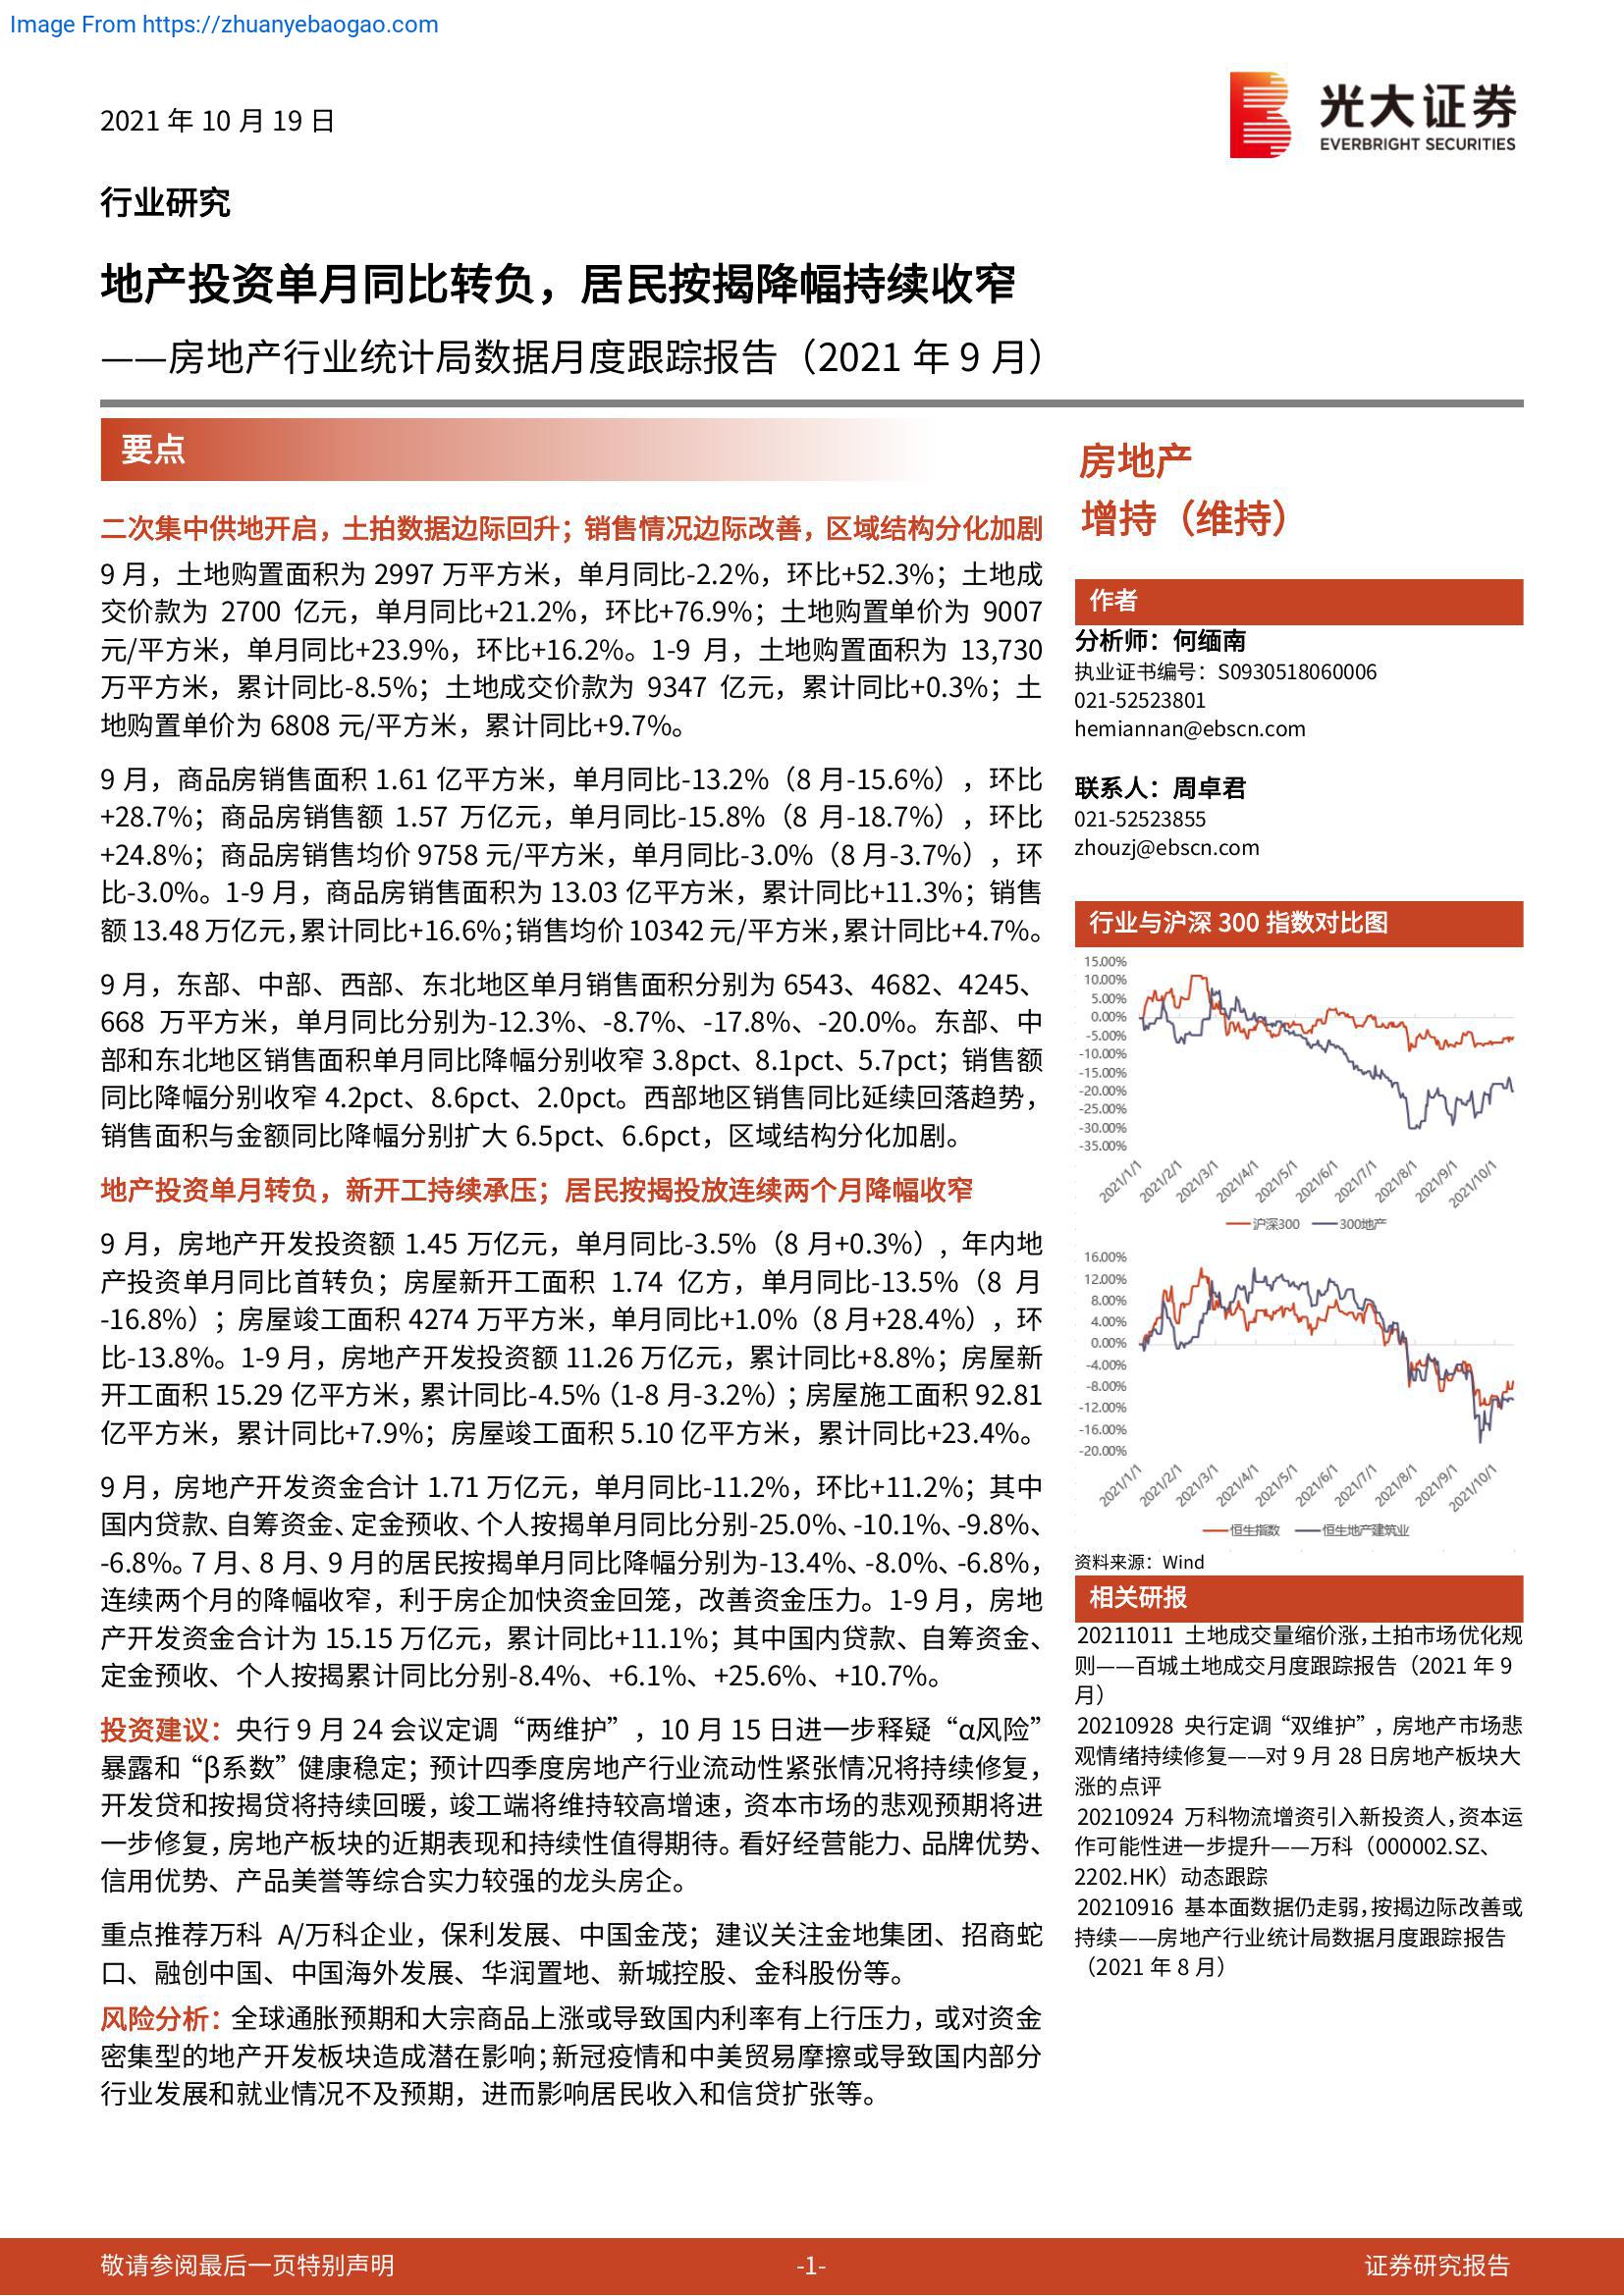 Image From https://zhuanyebaogao.com
2021 年 10 月 19 日
光大证券
EVERBRIGHT SECURITIES
行业研究
地产投资单月同比转负，居民按揭降幅持续收窄
——房地产行业统计局数据月度跟踪报告（2021 年 9 月）
要点
二次集中供地开启，土拍数据边际回升；销售情况边际改善，区域结构分化加剧
9 月，土地购置面积为 2997 万平方米，单月同比-2.2%，环比+52.3%；土地成
交价款为 2700 亿元，单月同比+21.2%，环比+76.9%；土地购置单价为 9007
元/平方米，单月同比+23.9%，环比+16.2%。1-9 月，土地购置面积为 13,730
万平方米，累计同比-8.5%；土地成交价款为 9347 亿元，累计同比+0.3%；土
地购置单价为 6808 元/平方米，累计同比+9.7%。
9 月，商品房销售面积 1.61 亿平方米，单月同比-13.2%（8 月-15.6%），环比
+28.7%；商品房销售额 1.57 万亿元，单月同比-15.8%（8 月-18.7%），环比
+24.8%；商品房销售均价 9758 元/平方米，单月同比-3.0%（8 月-3.7%），环
比-3.0%。1-9 月，商品房销售面积为 13.03 亿平方米，累计同比+11.3%；销售
额 13.48 万亿元，累计同比+16.6%；销售均价 10342 元/平方米，累计同比+4.7%。
9 月，东部、中部、西部、东北地区单月销售面积分别为 6543、4682、4245、
668 万平方米，单月同比分别为-12.3%、-8.7%、-17.8%、-20.0%。东部、中
部和东北地区销售面积单月同比降幅分别收窄 3.8pct、8.1pct、5.7pct；销售额
同比降幅分别收窄 4.2pct、8.6pct、2.0pct。西部地区销售同比延续回落趋势，
销售面积与金额同比降幅分别扩大 6.5pct、6.6pct，区域结构分化加剧。
地产投资单月转负，新开工持续承压；居民按揭投放连续两个月降幅收窄
9 月，房地产开发投资额 1.45 万亿元，单月同比-3.5%（8 月+0.3%）, 年内地
产投资单月同比首转负；房屋新开工面积 1.74 亿方，单月同比-13.5%（8 月
-16.8%）；房屋竣工面积 4274 万平方米，单月同比+1.0%（8 月+28.4%），环
比-13.8%。1-9 月，房地产开发投资额 11.26 万亿元，累计同比+8.8%；房屋新
开工面积 15.29 亿平方米，累计同比-4.5%（1-8 月-3.2%）；房屋施工面积 92.81
亿平方米，累计同比+7.9%；房屋竣工面积 5.10 亿平方米，累计同比+23.4%。
9 月，房地产开发资金合计 1.71 万亿元，单月同比-11.2%，环比+11.2%；其中
国内贷款、自筹资金、定金预收、个人按揭单月同比分别-25.0%、-10.1%、-9.8%、
-6.8%。7 月、8 月、9 月的居民按揭单月同比降幅分别为-13.4%、-8.0%、-6.8%，
连续两个月的降幅收窄，利于房企加快资金回笼，改善资金压力。1-9 月，房地
产开发资金合计为 15.15 万亿元，累计同比+11.1%；其中国内贷款、自筹资金、
定金预收、个人按揭累计同比分别-8.4%、+6.1%、+25.6%、+10.7%。
投资建议：央行 9 月 24 会议定调“两维护”，10 月 15 日进一步释疑“α风险”
暴露和“β系数”健康稳定；预计四季度房地产行业流动性紧张情况将持续修复，
开发贷和按揭贷将持续回暖，竣工端将维持较高增速，资本市场的悲观预期将进
一步修复，房地产板块的近期表现和持续性值得期待。看好经营能力、品牌优势、
信用优势、产品美誉等综合实力较强的龙头房企。
重点推荐万科 A/万科企业，保利发展、中国金茂；建议关注金地集团、招商蛇
口、融创中国、中国海外发展、华润置地、新城控股、金科股份等。
风险分析：全球通胀预期和大宗商品上涨或导致国内利率有上行压力，或对资金
密集型的地产开发板块造成潜在影响；新冠疫情和中美贸易摩擦或导致国内部分
行业发展和就业情况不及预期，进而影响居民收入和信贷扩张等。
房地产
增持（维持）
作者
分析师：何缅南
执业证书编号：S0930518060006
021-52523801
hemiannan@ebscn.com
联系人：周卓君
021-52523855
zhouzj@ebscn.com
行业与沪深 300 指数对比图
15.00%
10.00%
5.00%
0.00%
-5.00%
-10.00%
-15.00%
-20.00%
-25.00%
-30.00%
-35.00%
2021/1/1 2021/2/1 2021/3/1 2021/4/1 2021/5/1 2021/6/1 2021/7/1 2021/8/1 2021/9/1 2021/10/1
沪深300 300地产
16.00%
12.00%
8.00%
4.00%
0.00%
-4.00%
-8.00%
-12.00%
-16.00%
-20.00%
2021/1/1 2021/2/1 2021/3/1 2021/4/1 2021/5/1 2021/6/1 2021/7/1 2021/8/1 2021/9/1 2021/10/1
恒生指数 恒生地产建筑业
资料来源：Wind
相关研报
20211011 土地成交量缩价涨，土拍市场优化规
则——百城土地成交月度跟踪报告（2021 年 9
月）
20210928 央行定调“双维护”，房地产市场悲
观情绪持续修复——对 9 月 28 日房地产板块大
涨的点评
20210924 万科物流增资引入新投资人，资本运
作可能性进一步提升——万科（000002.SZ、
2202.HK）动态跟踪
20210916 基本面数据仍走弱，按揭边际改善或
持续——房地产行业统计局数据月度跟踪报告
（2021 年 8 月）
敬请参阅最后一页特别声明
-1-
证券研究报告